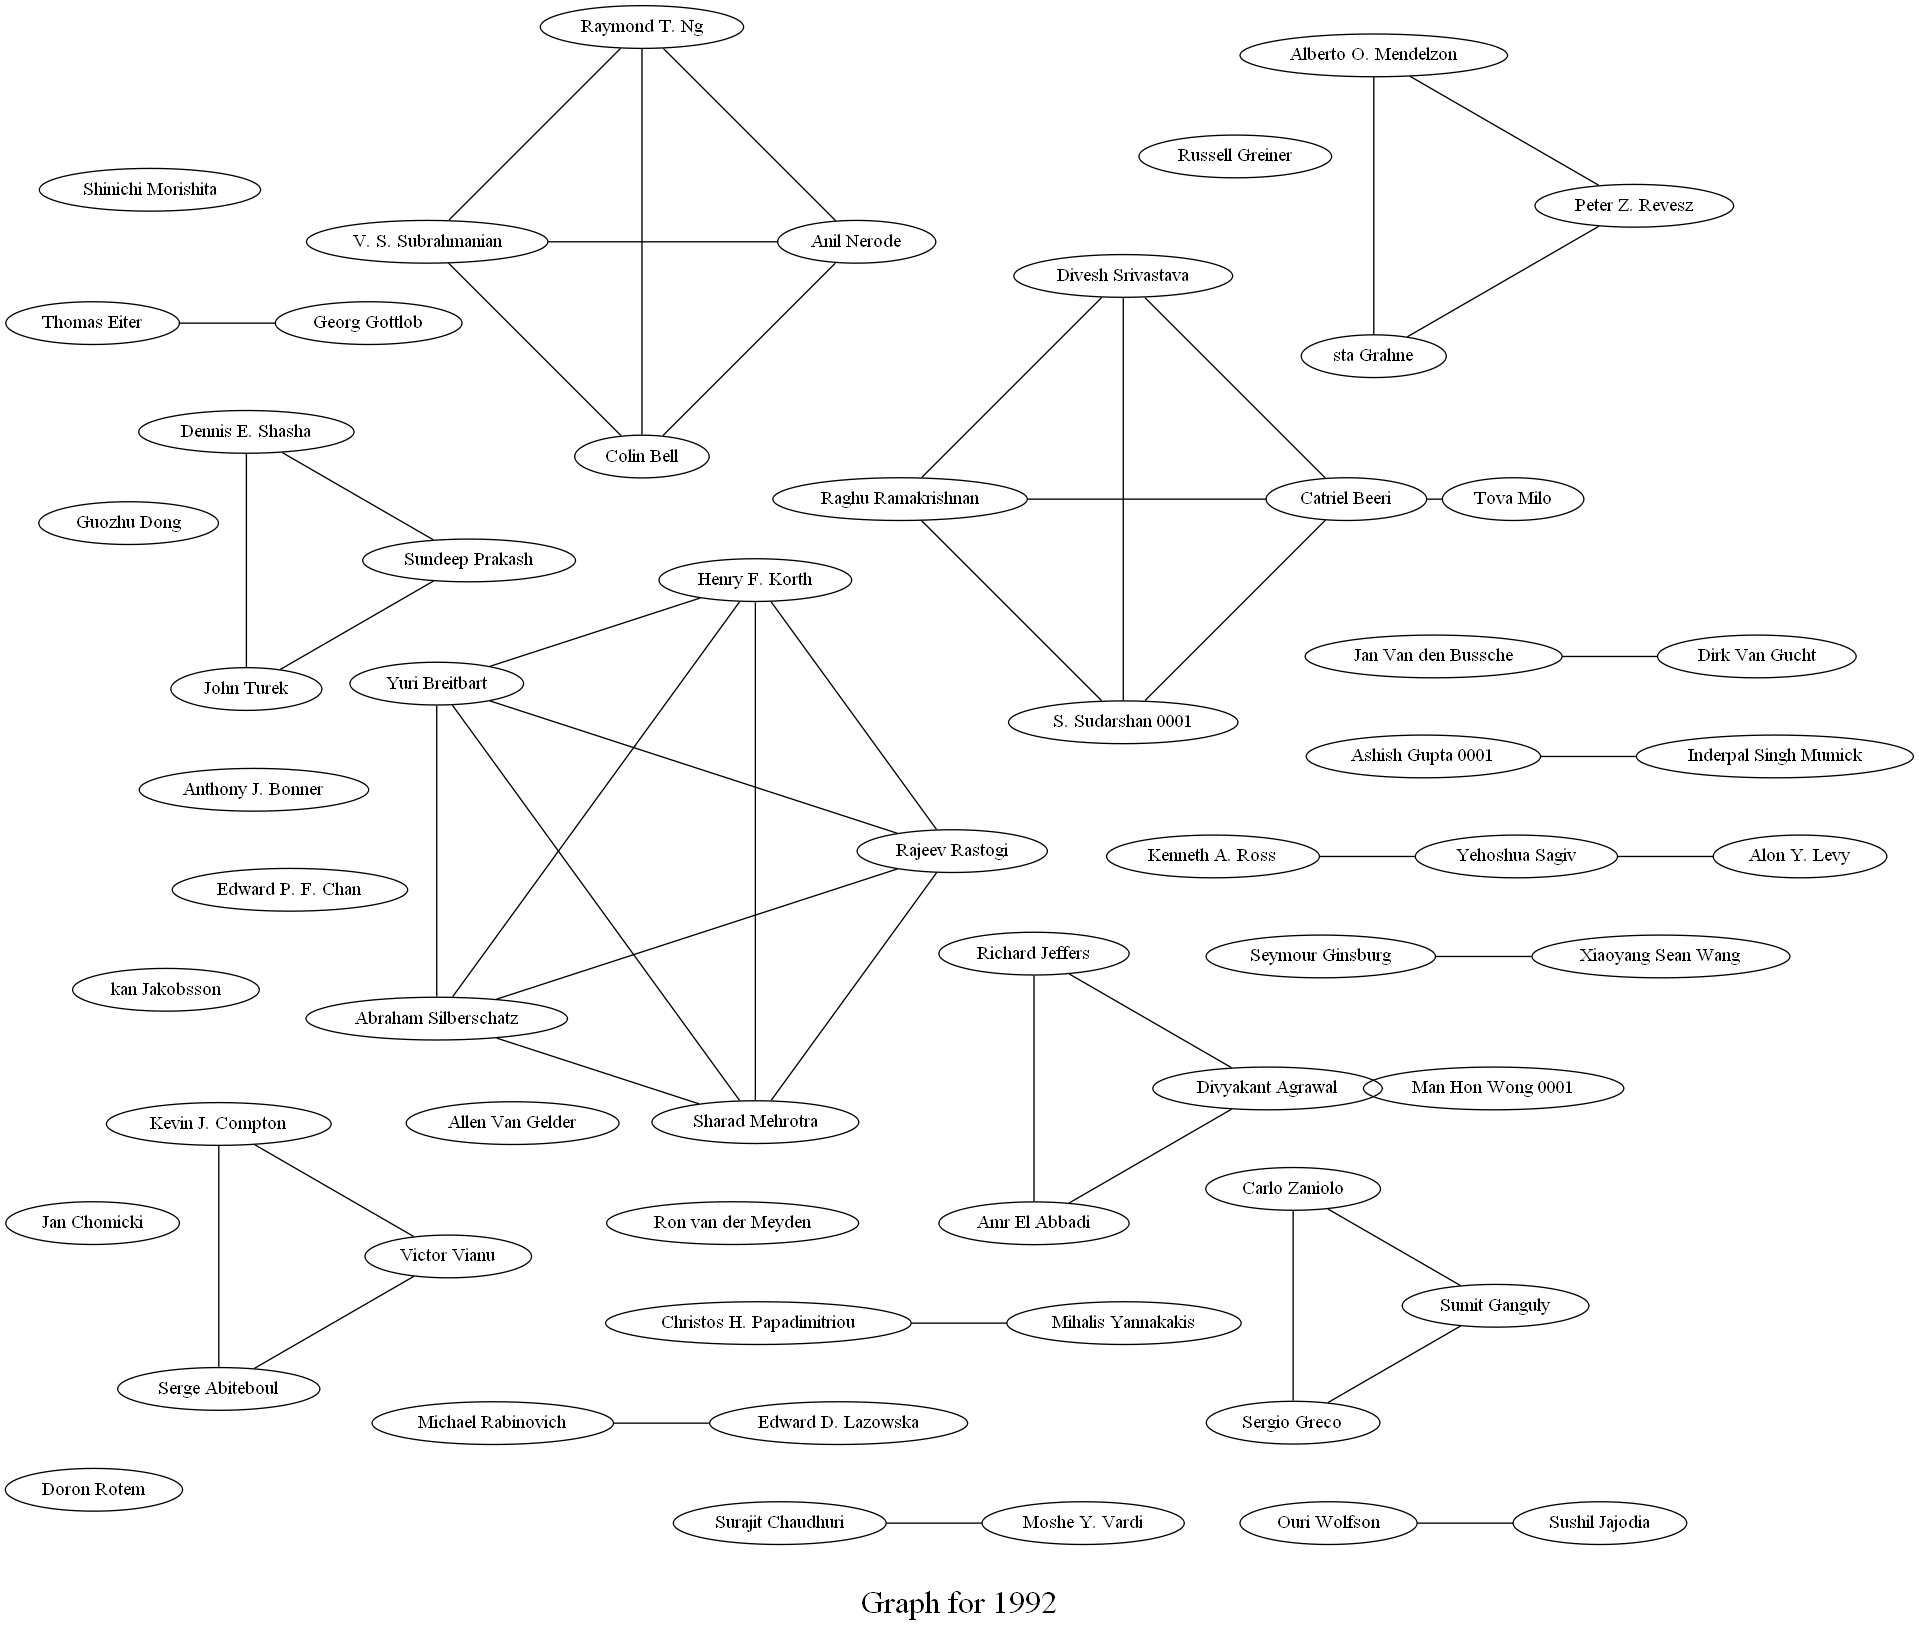 Raymond T. Ng
Alberto O. Mendelzon
Russell Greiner
Shinichi Morishita
Peter Z. Revesz
V. S. Subrahmanian
Anil Nerode
Divesh Srivastava
Thomas Eiter
Georg Gottlob
sta Grahne
Dennis E. Shasha
Colin Bell
Raghu Ramakrishnan
Catriel Beeri
Tova Milo
Guozhu Dong
Sundeep Prakash
Henry F. Korth
Jan Van den Bussche
Dirk Van Gucht
Yuri Breitbart
John Turek
S. Sudarshan 0001
Ashish Gupta 0001
Inderpal Singh Mumick
Anthony J. Bonner
Rajeev Rastogi
Kenneth A. Ross
Yehoshua Sagiv
Alon Y. Levy
Edward P. F. Chan
Richard Jeffers
Seymour Ginsburg
Xiaoyang Sean Wang
kan Jakobsson
Abraham Silberschatz
Divyakant Agrawal
Man Hon Wong 0001
Kevin J. Compton
Allen Van Gelder
Sharad Mehrotra
Carlo Zaniolo
Jan Chomicki
Ron van der Meyden
Amr El Abbadi
Victor Vianu
Sumit Ganguly
Christos H. Papadimitriou
Mihalis Yannakakis
Serge Abiteboul
Michael Rabinovich
Edward D. Lazowska
Sergio Greco
Doron Rotem
Surajit Chaudhuri
Moshe Y. Vardi
Ouri Wolfson
Sushil Jajodia
Graph for 1992